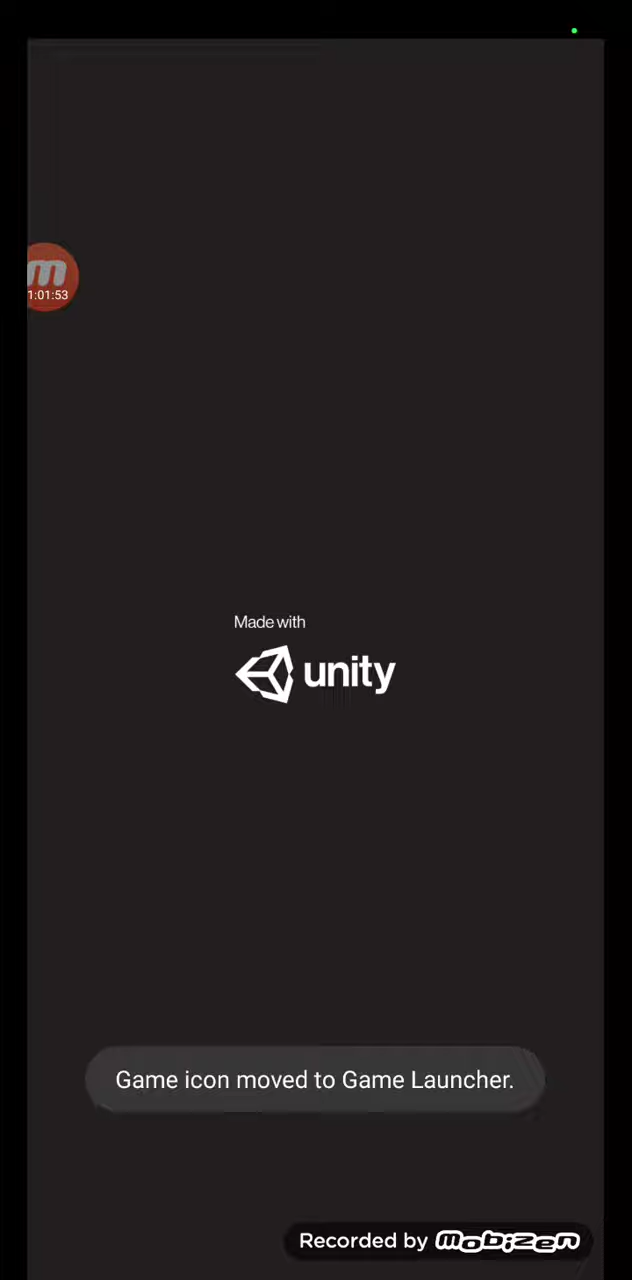 m
1:01:53
Made with
unity
Game icon moved to Game Launcher.
Recorded by mobizen